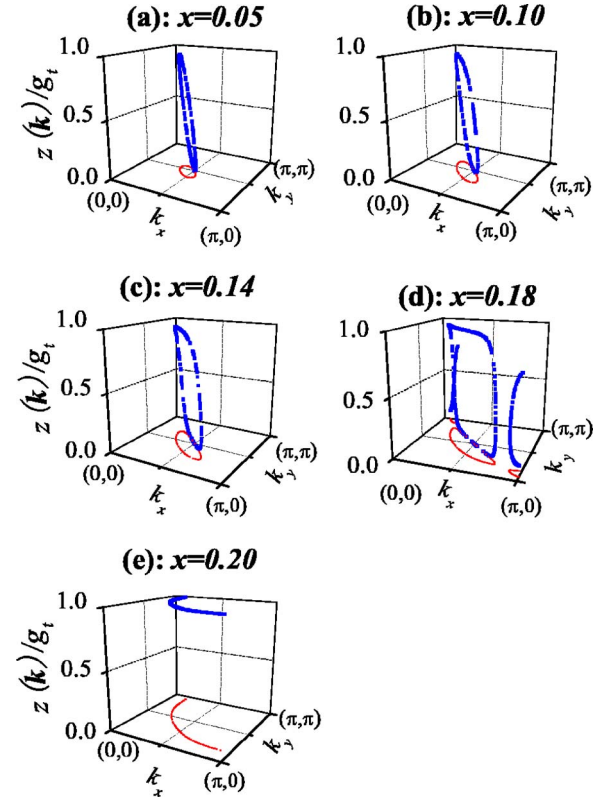 (a): x=0.05
(b): x=0.10
z (k)/g_t
1.0
0.5
0.0
(0,0)
k_x
(π,0)
k_y
(π,π)
1.0
0.5
0.0
(0,0)
k_x
(π,0)
k_y
(π,π)
(c): x=0.14
(d): x=0.18
z (k)/g_t
1.0
0.5
0.0
(0,0)
k_x
(π,0)
k_y
(π,π)
1.0
0.5
0.0
(0,0)
k_x
(π,0)
k_y
(π,π)
(e): x=0.20
z (k)/g_t
1.0
0.5
0.0
(0,0)
k_x
(π,0)
k_y
(π,π)